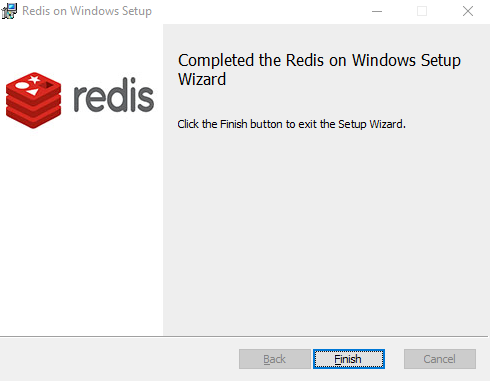 Redis on Windows Setup
redis
Completed the Redis on Windows Setup
Wizard
Click the Finish button to exit the Setup Wizard.
Back
Finish
Cancel